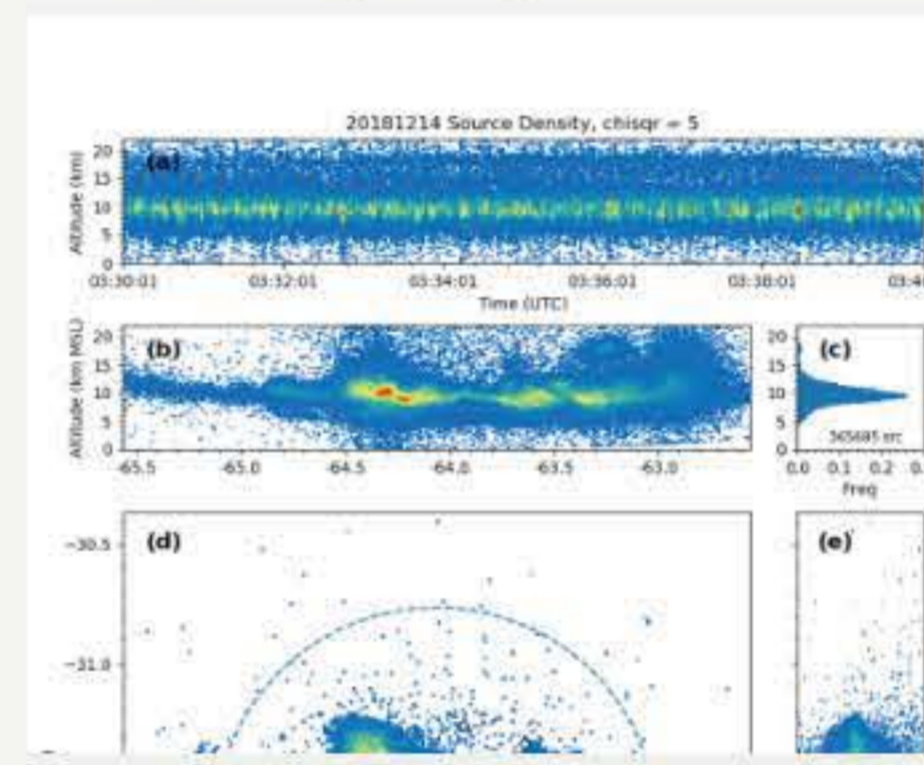 20181214 Source Density, chisqr = 5
Altitude (km)
20
15
10
5
0
(a)
03:30:01 03:32:01 03:34:01 03:36:01 03:38:01
Time (UTC)
Altitude (km MSL)
20
15
10
5
0
(b)
-65.5 -65.0 -64.5 -64.0 -63.5 -63.0
20
15
10
5
0
(c)
0.0 0.1 0.2
Freq
(d)
−30.5
−31.0
(e)